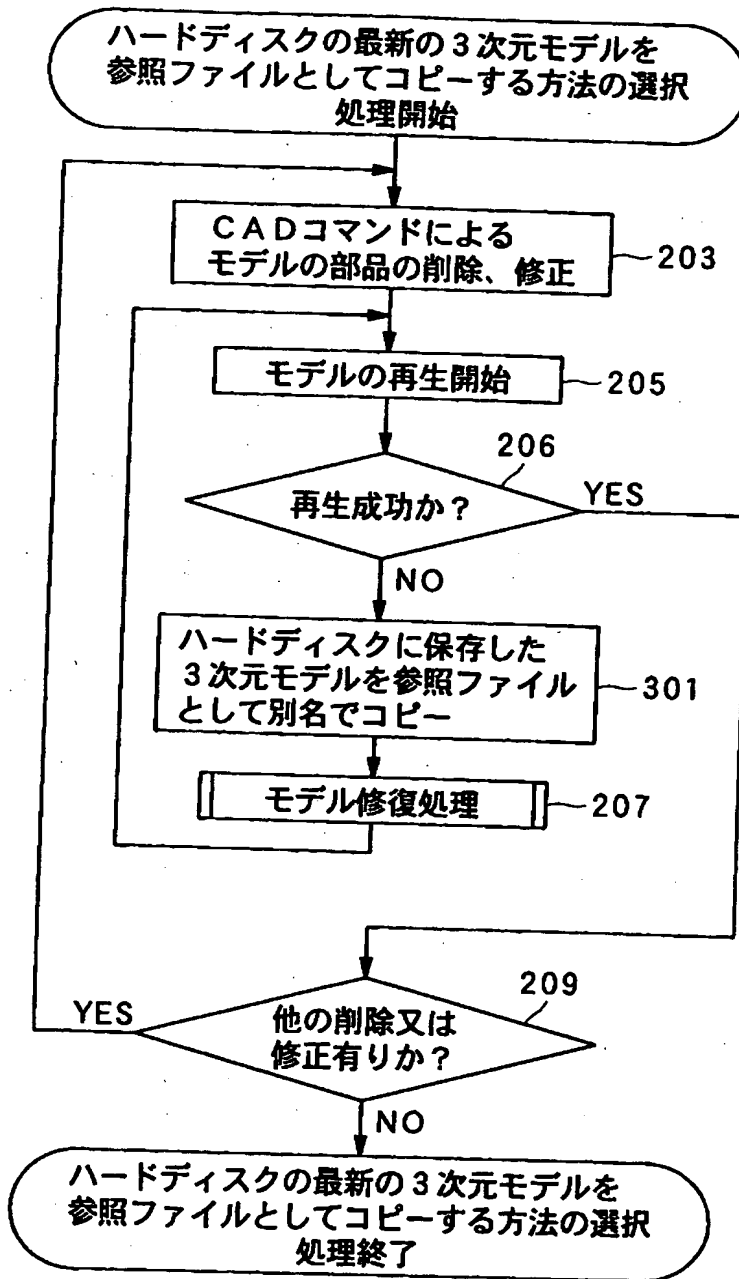 ハードディスクの最新の３次元モデルを
参照ファイルとしてコピーする方法の選択
処理開始
ＣＡＤコマンドによる
モデルの部品の削除、修正
203
モデルの再生開始
205
206
再生成功か？
YES
NO
ハードディスクに保存した
３次元モデルを参照ファイル
として別名でコピー
301
モデル修復処理
207
209
YES
他の削除又は
修正有りか？
NO
ハードディスクの最新の３次元モデルを
参照ファイルとしてコピーする方法の選択
処理終了